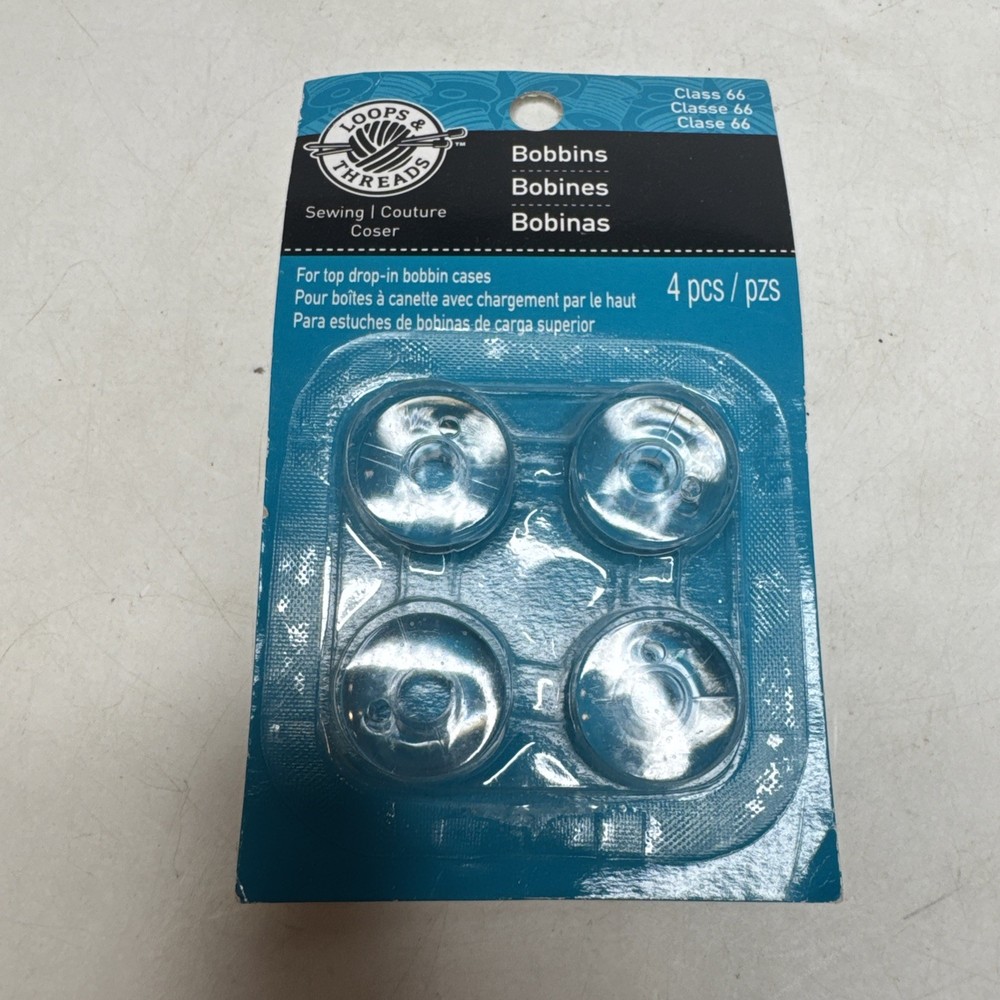 Class 66
Classe 66
Clase 66
LOOPS &
THREADS™
Sewing | Couture
Coser
Bobbins
Bobines
Bobinas
For top drop-in bobbin cases
Pour boîtes à canette avec chargement par le haut
Para estuches de bobinas de carga superior
4 pcs / pzs